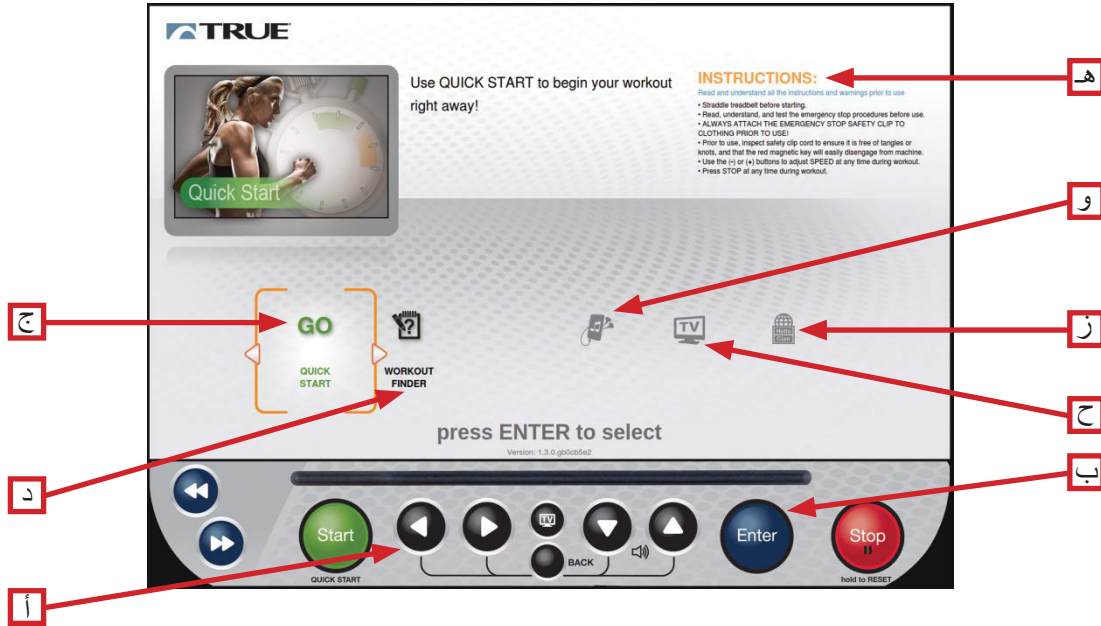 TRUE
Quick Start
Use QUICK START to begin your workout
right away!
INSTRUCTIONS:
Read and understand all the instructions and warnings prior to use
• Straddle treadbelt before starting.
• Read, understand, and test the emergency stop procedures before use.
• ALWAYS ATTACH THE EMERGENCY STOP SAFETY CLIP TO
CLOTHING PRIOR TO USE!
• Prior to use, inspect safety clip cord to ensure it is free of tangles or
knots, and that the red magnetic key will easily disengage from machine.
• Use the (-) or (+) buttons to adjust SPEED at any time during workout.
• Press STOP at any time during workout.
هـ
و
ج
GO
QUICK
START
?
WORKOUT
FINDER
TV
Hello
Ciao
ز
ح
press ENTER to select
Version: 1.3.0.gb0cb5e2
د
ب
Start
QUICK START
TV
BACK
Enter
Stop
hold to RESET
أ